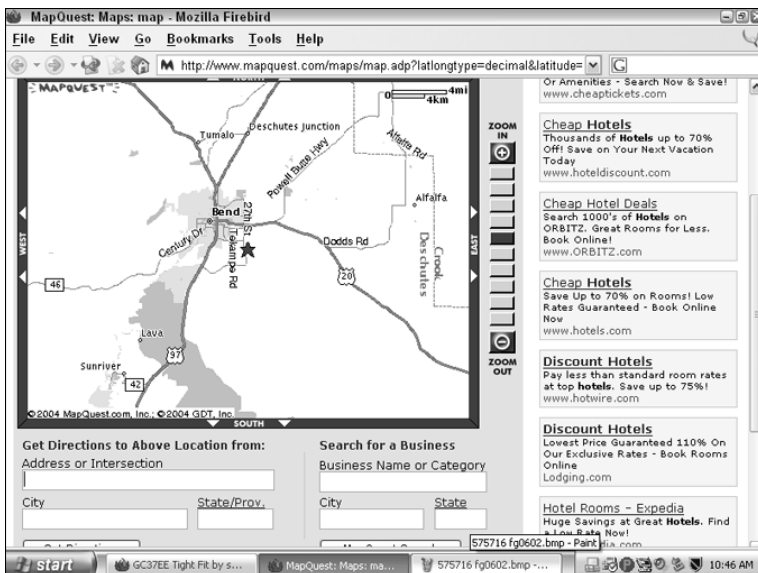 MapQuest: Maps: map - Mozilla Firebird
File Edit View Go Bookmarks Tools Help
http://www.mapquest.com/maps/map.adp?latlongtype=decimal&latitude=
G
MAPQUEST
NORTH
0 4mi
4km
Tumalo
Deschutes Junction
Alfalfa Rd
Powell Butte Hwy
27th St.
Alfalfa
Bend
Century Dr
Tekampe Rd
Dodds Rd
Crook
Deschutes
WEST
EAST
46
20
Lava
97
Sunriver
42
©2004 MapQuest.com, Inc.; ©2004 GDT, Inc.
SOUTH
ZOOM
IN
ZOOM
OUT
Or Amenities - Search Now & Save!
www.cheaptickets.com
Cheap Hotels
Thousands of Hotels up to 70%
Off! Save on Your Next Vacation
Today
www.hoteldiscount.com
Cheap Hotel Deals
Search 1000's of Hotels on
ORBITZ. Great Rooms for Less.
Book Online!
www.ORBITZ.com
Cheap Hotels
Save Up to 70% on Rooms! Low
Rates Guaranteed - Book Online
Now
www.hotels.com
Discount Hotels
Pay less than standard room rates
at top hotels. Save up to 75%!
www.hotwire.com
Discount Hotels
Lowest Price Guaranteed 110% On
Our Exclusive Rates - Book Rooms
Online
Lodging.com
Hotel Rooms - Expedia
Huge Savings at Great Hotels. Find
a Low Rate Now!
Get Directions to Above Location from:
Address or Intersection
City State/Prov.
Search for a Business
Business Name or Category
City State
575716 fg0602.bmp - Paint
start
GC37EE Tight Fit by s...
MapQuest: Maps: ma...
575716 fg0602.bmp -...
10:46 AM